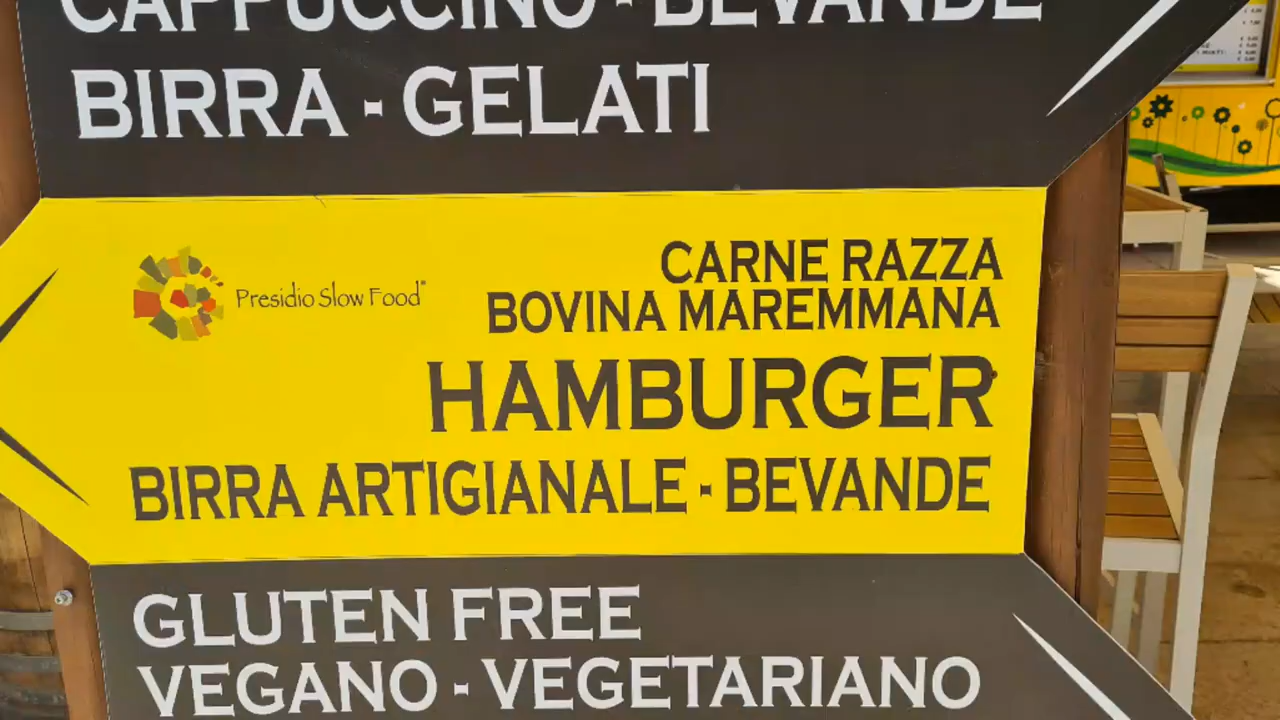 CAPPUCCINO - BEVANDE
BIRRA - GELATI
Presidio Slow Food®
CARNE RAZZA
BOVINA MAREMMANA
HAMBURGER
BIRRA ARTIGIANALE - BEVANDE
GLUTEN FREE
VEGANO - VEGETARIANO